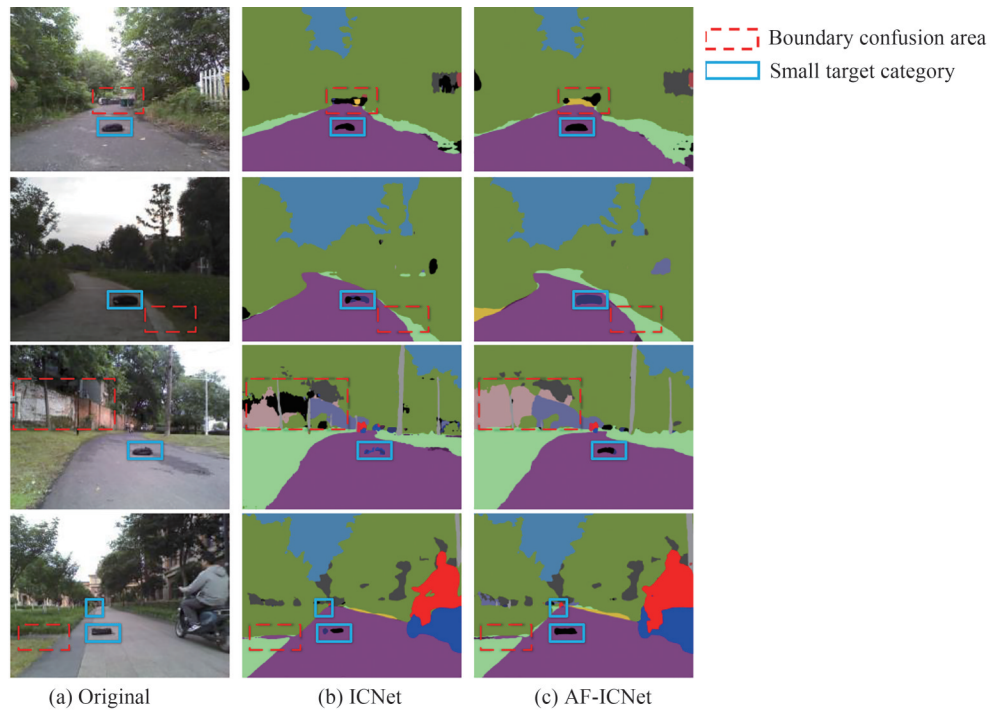 Boundary confusion area
Small target category
(a) Original
(b) ICNet
(c) AF-ICNet